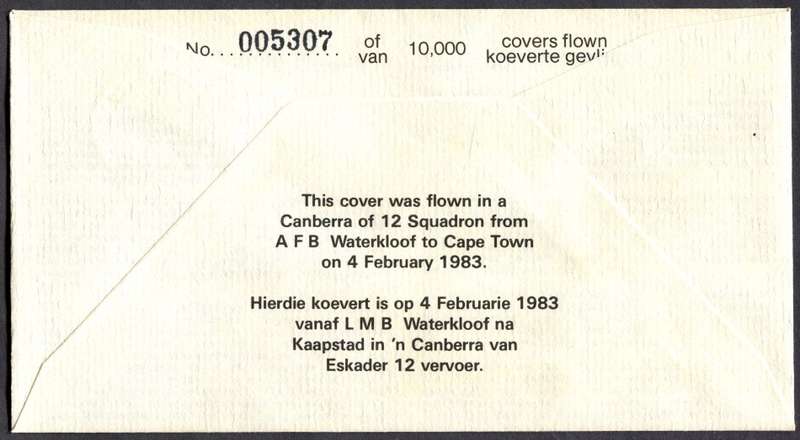 No. 005307 of 10,000 covers flown
van koeverte
This cover was flown in a
Canberra of 12 Squadron from
A F B Waterkloof to Cape Town
on 4 February 1983.
Hierdie koevert is op 4 Februarie 1983
vanaf L M B Waterkloof na
Kaapstad in 'n Canberra van
Eskader 12 vervoer.